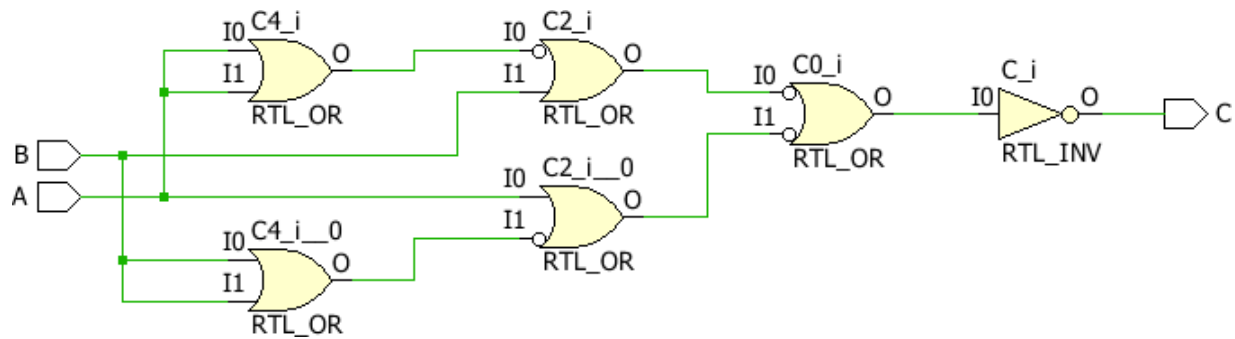 C4_i
I0
O
I1
RTL_OR
C2_i
I0
O
I1
RTL_OR
C0_i
I0
O
I1
RTL_OR
C_i
I0
O
RTL_INV
C
B
A
C2_i__0
I0
O
I1
RTL_OR
C4_i__0
I0
O
I1
RTL_OR